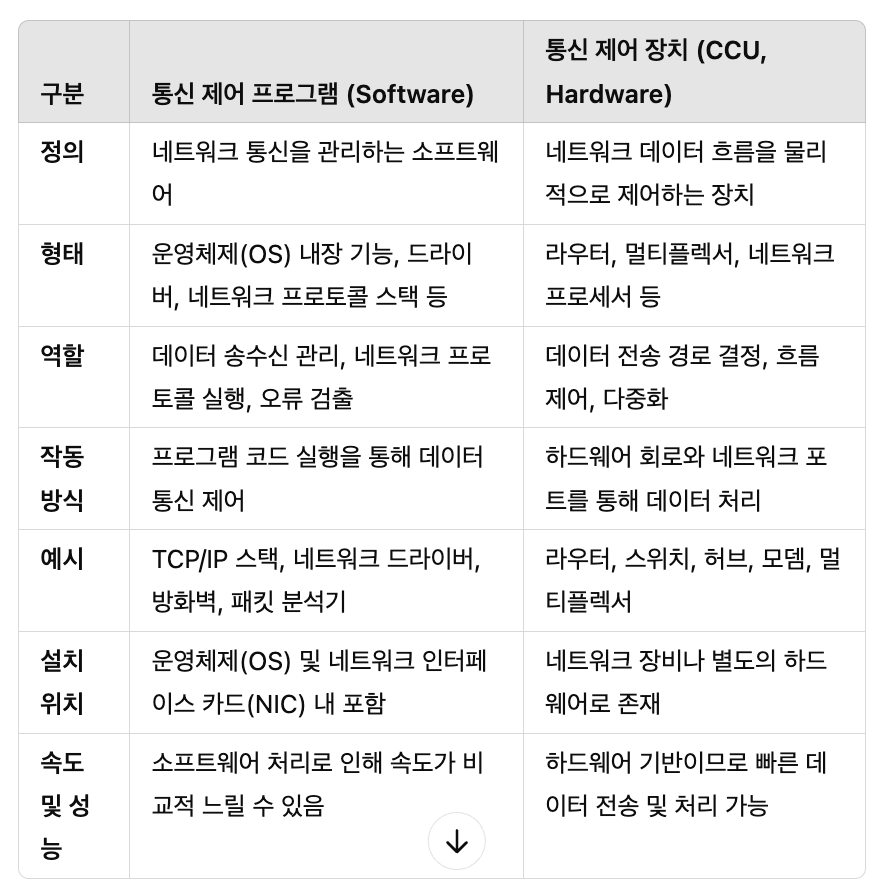 구분
통신 제어 프로그램 (Software)
통신 제어 장치 (CCU,
Hardware)
정의
네트워크 통신을 관리하는 소프트웨
어
네트워크 데이터 흐름을 물리
적으로 제어하는 장치
형태
운영체제(OS) 내장 기능, 드라이
버, 네트워크 프로토콜 스택 등
라우터, 멀티플렉서, 네트워크
프로세서 등
역할
데이터 송수신 관리, 네트워크 프로
토콜 실행, 오류 검출
데이터 전송 경로 결정, 흐름
제어, 다중화
작동
방식
프로그램 코드 실행을 통해 데이터
통신 제어
하드웨어 회로와 네트워크 포
트를 통해 데이터 처리
예시
TCP/IP 스택, 네트워크 드라이버,
방화벽, 패킷 분석기
라우터, 스위치, 허브, 모뎀, 멀
티플렉서
설치
위치
운영체제(OS) 및 네트워크 인터페
이스 카드(NIC) 내 포함
네트워크 장비나 별도의 하드
웨어로 존재
속도
및 성
능
소프트웨어 처리로 인해 속도가 비
교적 느릴 수 있음
하드웨어 기반이므로 빠른 데
이터 전송 및 처리 가능